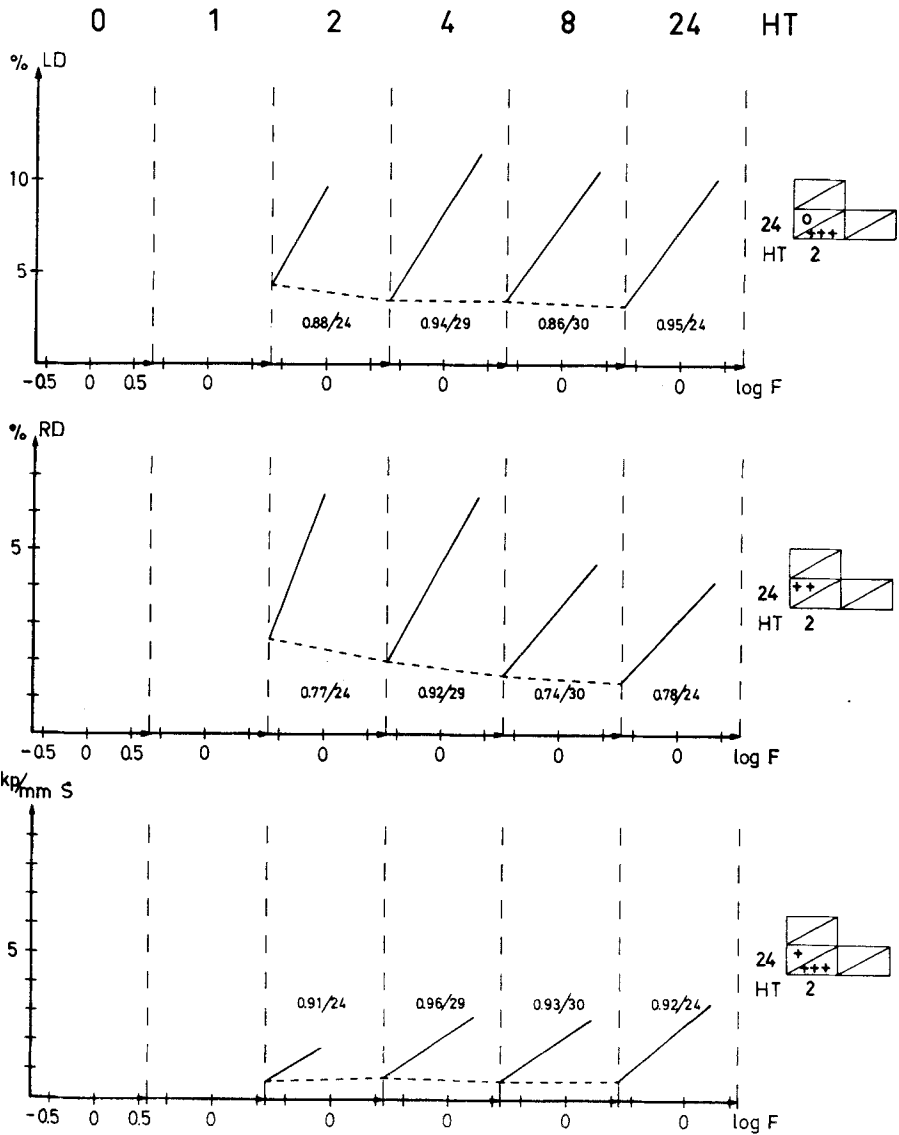 0 1 2 4 8 24 HT
% LD
10
5
0.88/24 0.94/29 0.86/30 0.95/24
24 O
+++
HT 2
-0.5 0 0.5 0 0 0 0 0 log F
% RD
5
0.77/24 0.92/29 0.74/30 0.78/24
24 ++
HT 2
-0.5 0 0.5 0 0 0 0 0 log F
kp/mm S
5
0.91/24 0.96/29 0.93/30 0.92/24
24 +
+++
HT 2
-0.5 0 0.5 0 0 0 0 0 log F